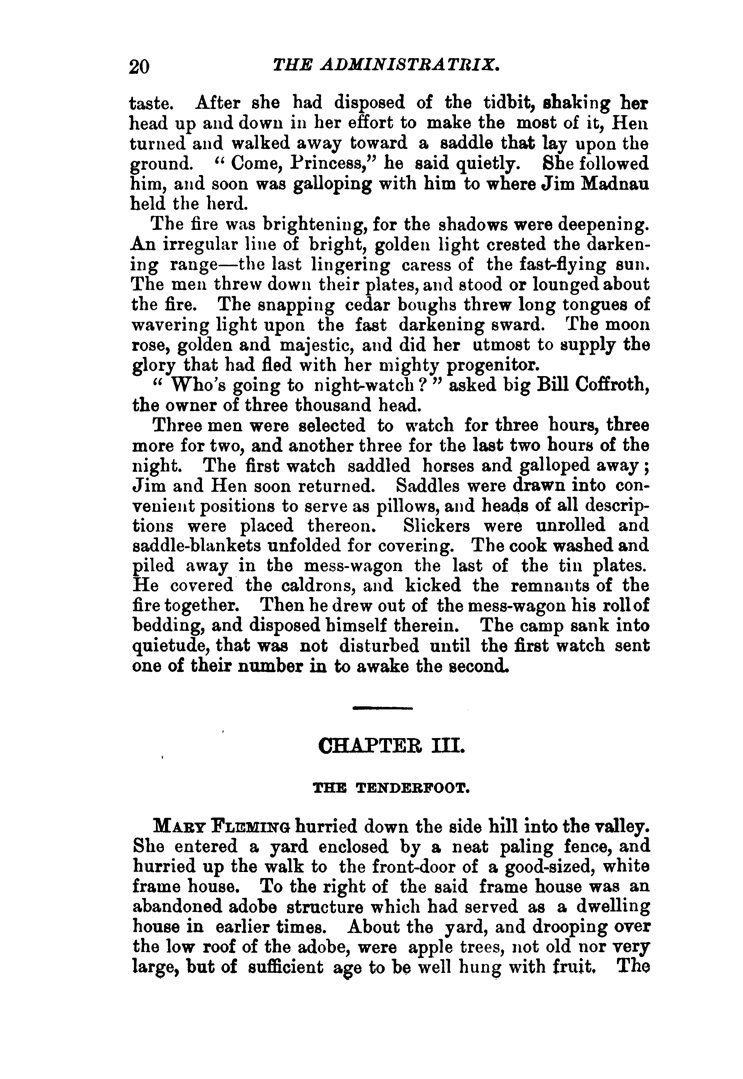 20 THE ADMINISTRATRIX.
taste. After she had disposed of the tidbit, shaking her
head up and down in her effort to make the most of it, Hen
turned and walked away toward a saddle that lay upon the
ground. “ Come, Princess,” he said quietly. She followed
him, and soon was galloping with him to where Jim Madnau
held the herd.
The fire was brightening, for the shadows were deepening.
An irregular line of bright, golden light crested the darken-
ing range—the last lingering caress of the fast-flying sun.
The men threw down their plates, and stood or lounged about
the fire. The snapping cedar boughs threw long tongues of
wavering light upon the fast darkening sward. The moon
rose, golden and majestic, and did her utmost to supply the
glory that had fled with her mighty progenitor.
“ Who's going to night-watch ? ” asked big Bill Coffroth,
the owner of three thousand head.
Three men were selected to watch for three hours, three
more for two, and another three for the last two hours of the
night. The first watch saddled horses and galloped away ;
Jim and Hen soon returned. Saddles were drawn into con-
venient positions to serve as pillows, and heads of all descrip-
tions were placed thereon. Slickers were unrolled and
saddle-blankets unfolded for covering. The cook washed and
piled away in the mess-wagon the last of the tin plates.
He covered the caldrons, and kicked the remnants of the
fire together. Then he drew out of the mess-wagon his roll of
bedding, and disposed himself therein. The camp sank into
quietude, that was not disturbed until the first watch sent
one of their number in to awake the second.
CHAPTER III.
THE TENDERFOOT.
MARY FLEMING hurried down the side hill into the valley.
She entered a yard enclosed by a neat paling fence, and
hurried up the walk to the front-door of a good-sized, white
frame house. To the right of the said frame house was an
abandoned adobe structure which had served as a dwelling
house in earlier times. About the yard, and drooping over
the low roof of the adobe, were apple trees, not old nor very
large, but of sufficient age to be well hung with fruit. The